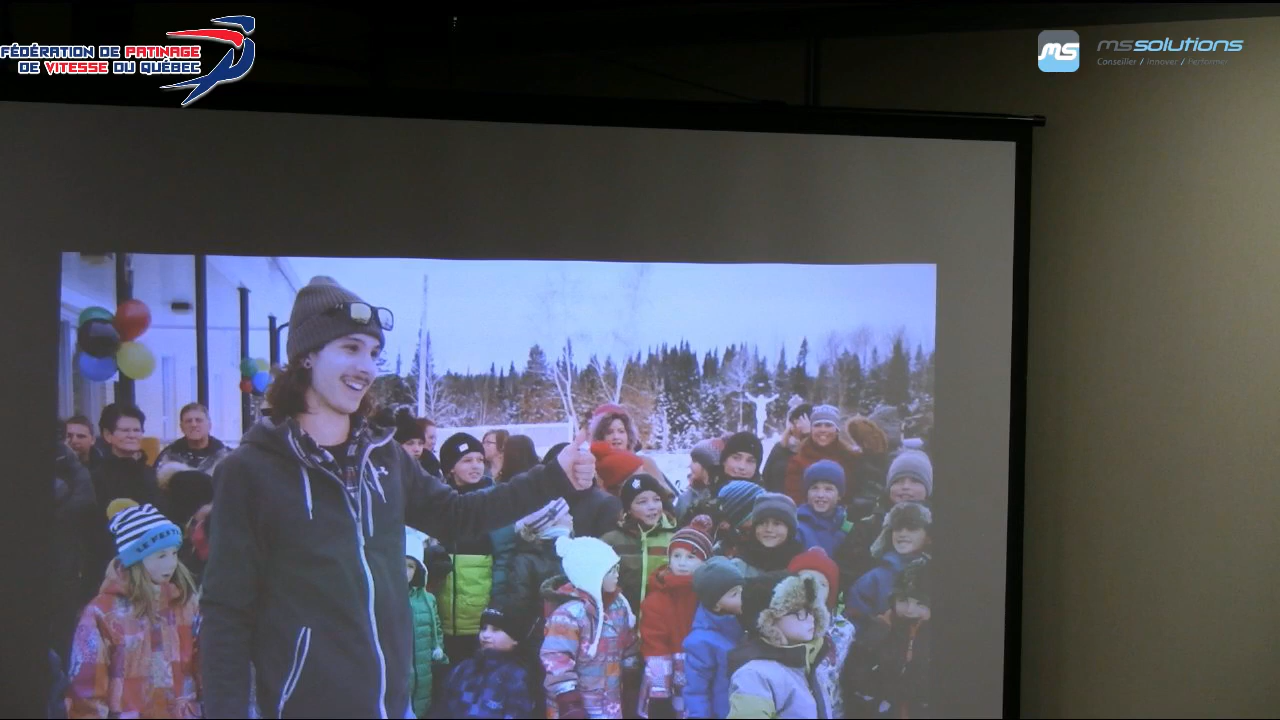 FÉDÉRATION DE PATINAGE
DE VITESSE DU QUÉBEC
MS mssolutions
Conseiller / Innover / Performer